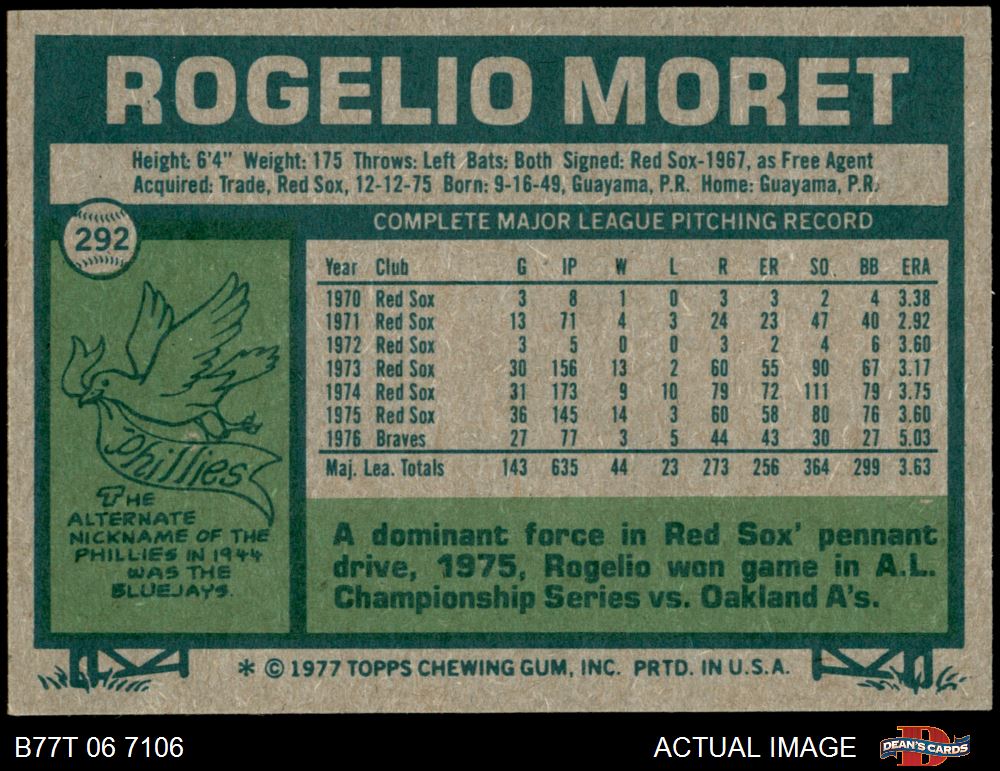 ROGELIO MORET
Height: 6'4" Weight: 175 Throws: Left Bats: Both Signed: Red Sox-1967, as Free Agent
Acquired: Trade, Red Sox, 12-12-75 Born: 9-16-49, Guayama, P.R. Home: Guayama, P.R.
292
COMPLETE MAJOR LEAGUE PITCHING RECORD
Year Club G IP W L R ER SO BB ERA
1970 Red Sox 3 8 1 0 3 3 2 4 3.38
1971 Red Sox 13 71 4 3 24 23 47 40 2.92
1972 Red Sox 3 5 0 0 3 2 4 6 3.60
1973 Red Sox 30 156 13 2 60 55 90 67 3.17
1974 Red Sox 31 173 9 10 79 72 111 79 3.75
1975 Red Sox 36 145 14 3 60 58 80 76 3.60
1976 Braves 27 77 3 5 44 43 30 27 5.03
Maj. Lea. Totals 143 635 44 23 273 256 364 299 3.63
Phillies
THE
ALTERNATE
NICKNAME OF THE
PHILLIES IN 1944
WAS THE
BLUEJAYS.
A dominant force in Red Sox' pennant
drive, 1975, Rogelio won game in A.L.
Championship Series vs. Oakland A's.
* © 1977 TOPPS CHEWING GUM, INC. PRTD. IN U.S.A.
B77T 06 7106
ACTUAL IMAGE
DEAN'S CARDS